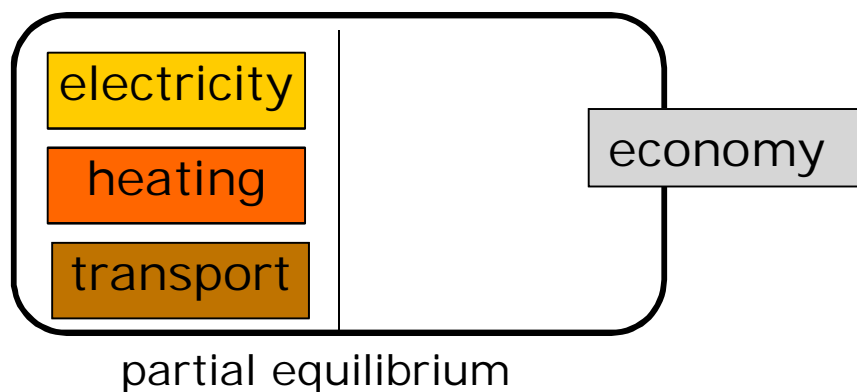 electricity
heating
transport
economy
partial equilibrium